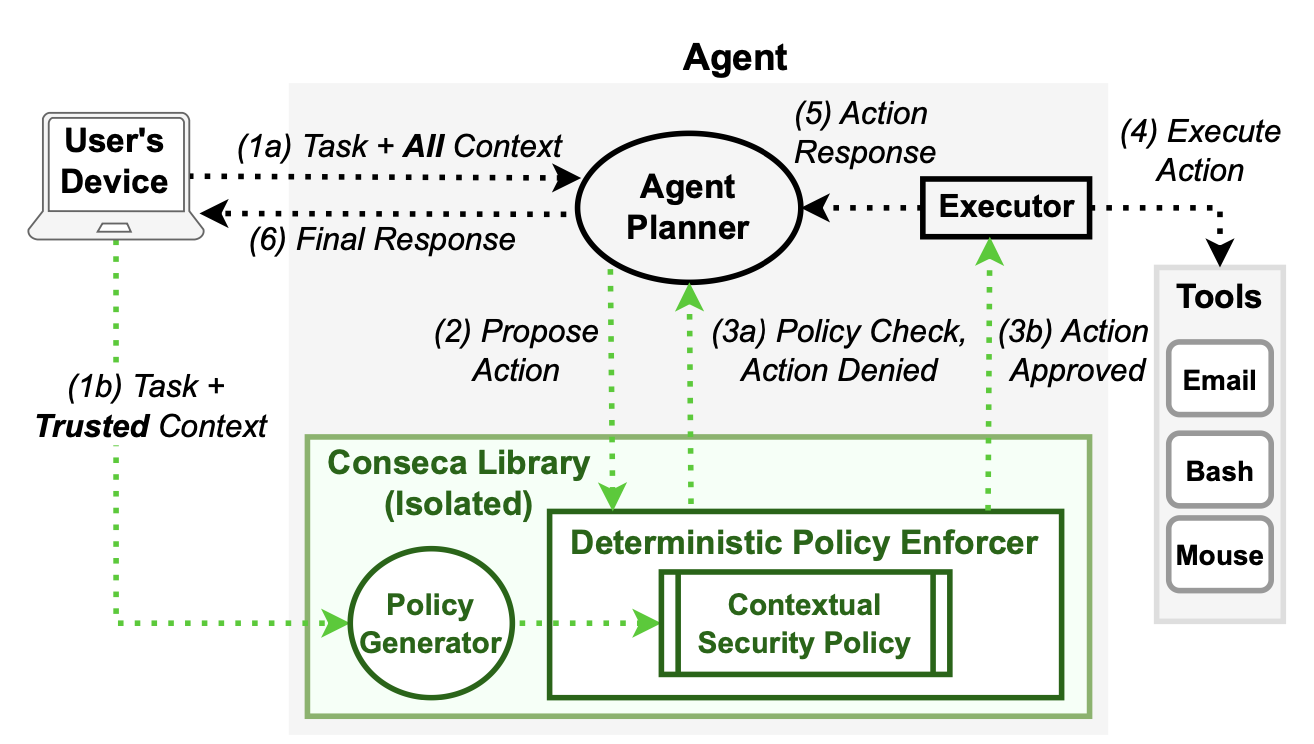 Agent
User's
Device
(1a) Task + All Context
(6) Final Response
Agent
Planner
(5) Action
Response
Executor
(4) Execute
Action
Tools
Email
Bash
Mouse
(1b) Task +
Trusted Context
(2) Propose
Action
(3a) Policy Check,
Action Denied
(3b) Action
Approved
Conseca Library
(Isolated)
Policy
Generator
Deterministic Policy Enforcer
Contextual
Security Policy